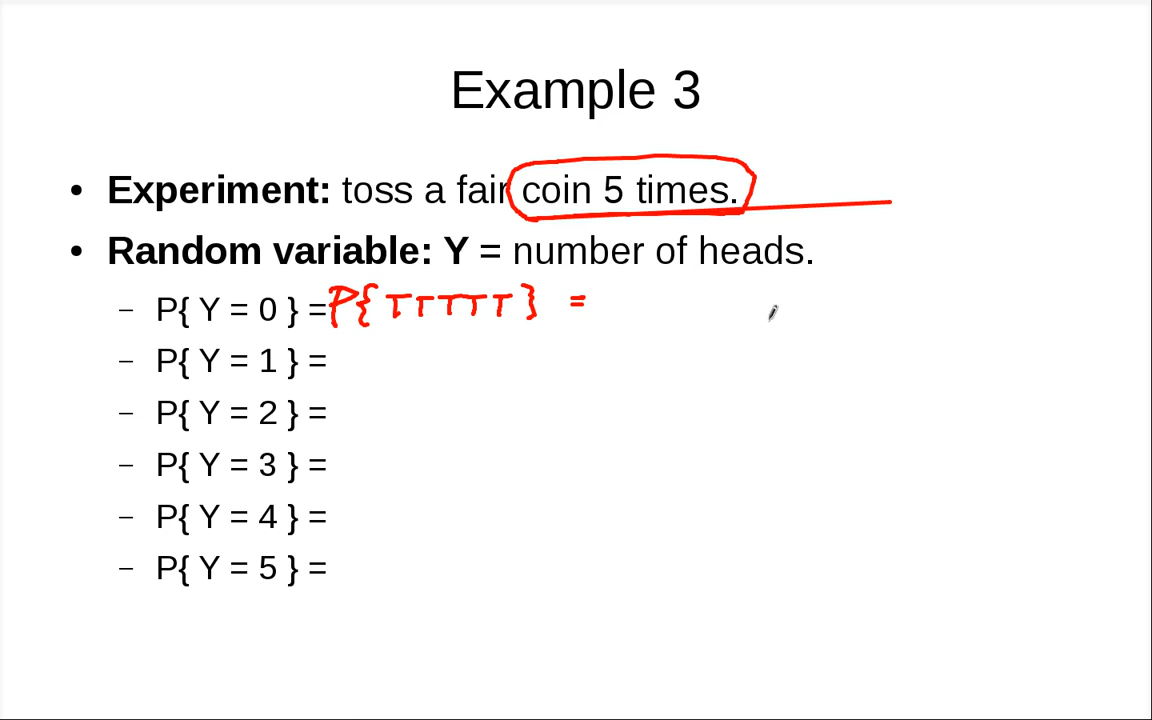 Example 3
• Experiment: toss a fair coin 5 times.
• Random variable: Y = number of heads.
– P{ Y = 0 } = P{ TTTTT } =
– P{ Y = 1 } =
– P{ Y = 2 } =
– P{ Y = 3 } =
– P{ Y = 4 } =
– P{ Y = 5 } =